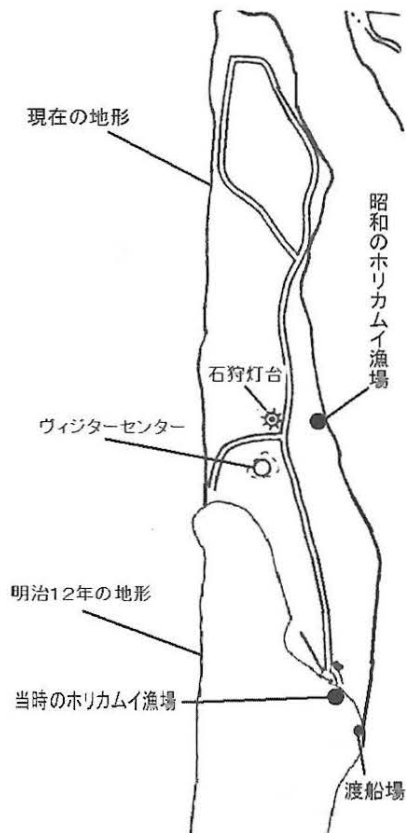 現在の地形
昭和のホリカムイ漁場
石狩灯台
ヴィジターセンター
明治12年の地形
当時のホリカムイ漁場
渡船場